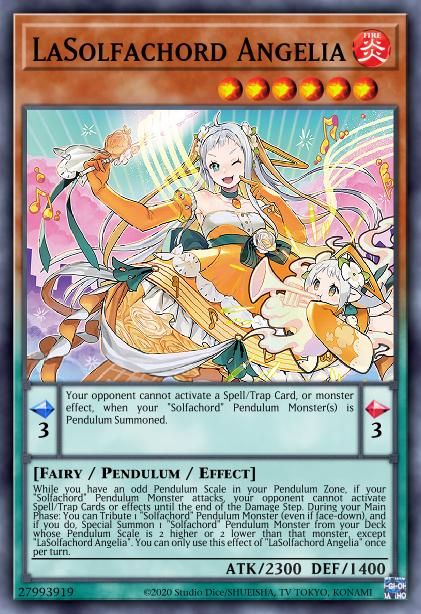 LaSolfachord Angelia
FIRE
炎
Your opponent cannot activate a Spell/Trap Card, or monster
effect, when your "Solfachord" Pendulum Monster(s) is
Pendulum Summoned.
3
3
[Fairy / Pendulum / Effect]
While you have an odd Pendulum Scale in your Pendulum Zone, if your
"Solfachord" Pendulum Monster attacks, your opponent cannot activate
Spell/Trap Cards or effects until the end of the Damage Step. During your Main
Phase: You can Tribute 1 "Solfachord" Pendulum Monster (even if face-down), and
if you do, Special Summon 1 "Solfachord" Pendulum Monster from your Deck
whose Pendulum Scale is 2 higher or 2 lower than that monster, except
"LaSolfachord Angelia". You can only use this effect of "LaSolfachord Angelia" once
per turn.
ATK/2300 DEF/1400
27993919
©2020 Studio Dice/SHUEISHA, TV TOKYO, KONAMI